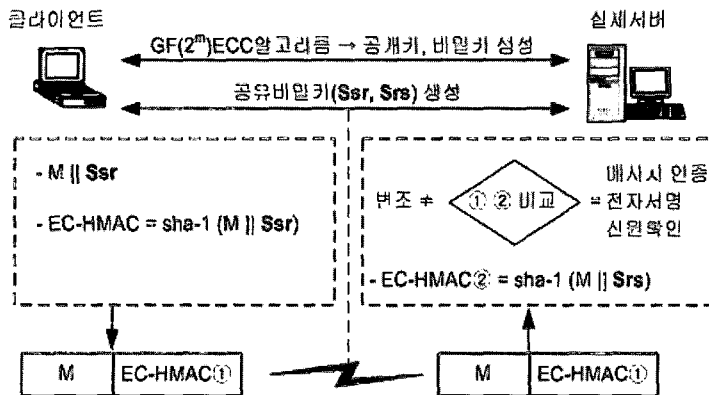 클라이언트
실세서버
GF(2^m)ECC알고리즘 → 공개키, 비밀키 생성
공유비밀키(Ssr, Srs) 생성
- M || Ssr
- EC-HMAC = sha-1 (M || Ssr)
변조 ≠
① ② 비교
메시지 인증
= 전자서명
신원확인
- EC-HMAC② = sha-1 (M || Srs)
M
EC-HMAC①
M
EC-HMAC①